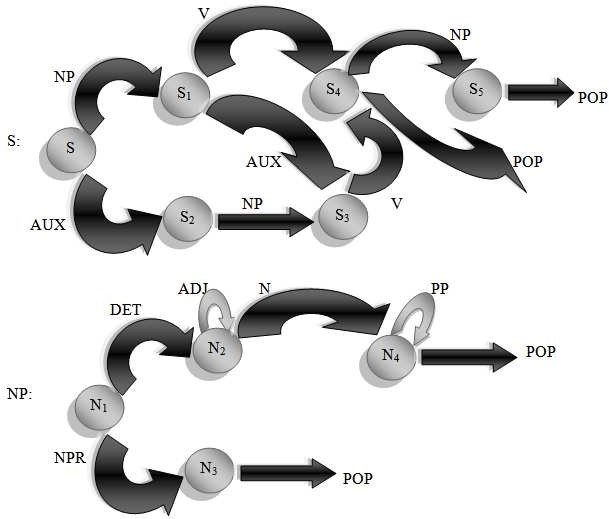 V
NP
NP
S₁
S₄
S₅
POP
S:
S
AUX
POP
AUX
S₂
NP
S₃
V
ADJ
N
PP
DET
N₂
N₄
POP
NP:
N₁
NPR
N₃
POP